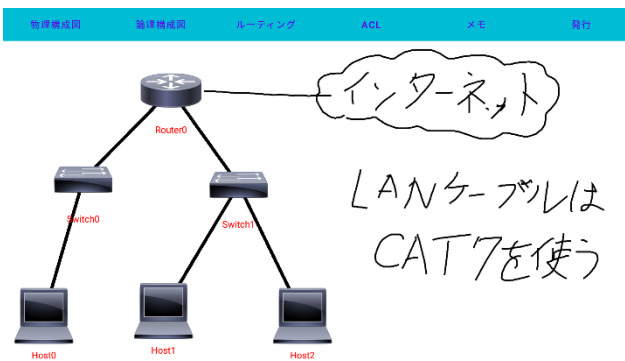 物理構成図 論理構成図 ルーティング ACL メモ 発行
インターネット
Router0
LANケーブルは
Switch0
Switch1
CAT7を使う
Host0
Host1
Host2